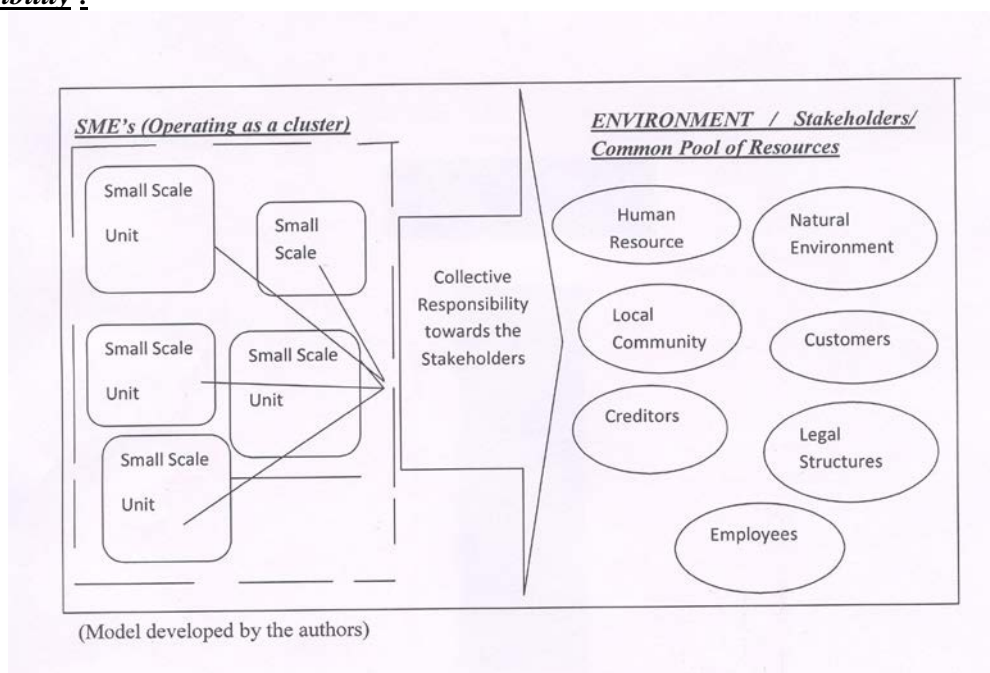 :
SME's (Operating as a cluster)
Small Scale
Unit
Small
Scale
Small Scale
Unit
Small Scale
Unit
Small Scale
Unit
Collective
Responsibility
towards the
Stakeholders
ENVIRONMENT / Stakeholders/
Common Pool of Resources
Human
Resource
Natural
Environment
Local
Community
Customers
Creditors
Legal
Structures
Employees
(Model developed by the authors)